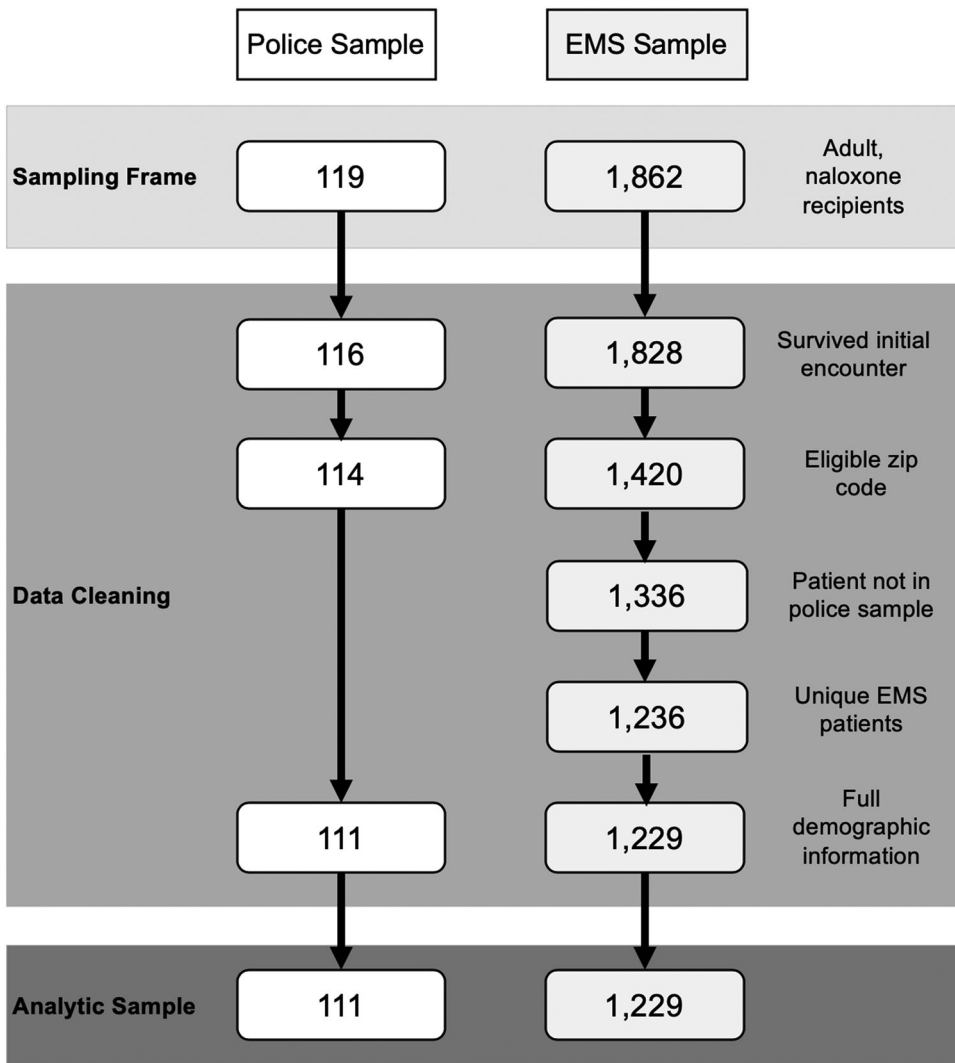 Police Sample
EMS Sample
Sampling Frame
119
1,862
Adult,
naloxone
recipients
116
1,828
Survived initial
encounter
114
1,420
Eligible zip
code
Data Cleaning
1,336
Patient not in
police sample
1,236
Unique EMS
patients
111
1,229
Full
demographic
information
Analytic Sample
111
1,229